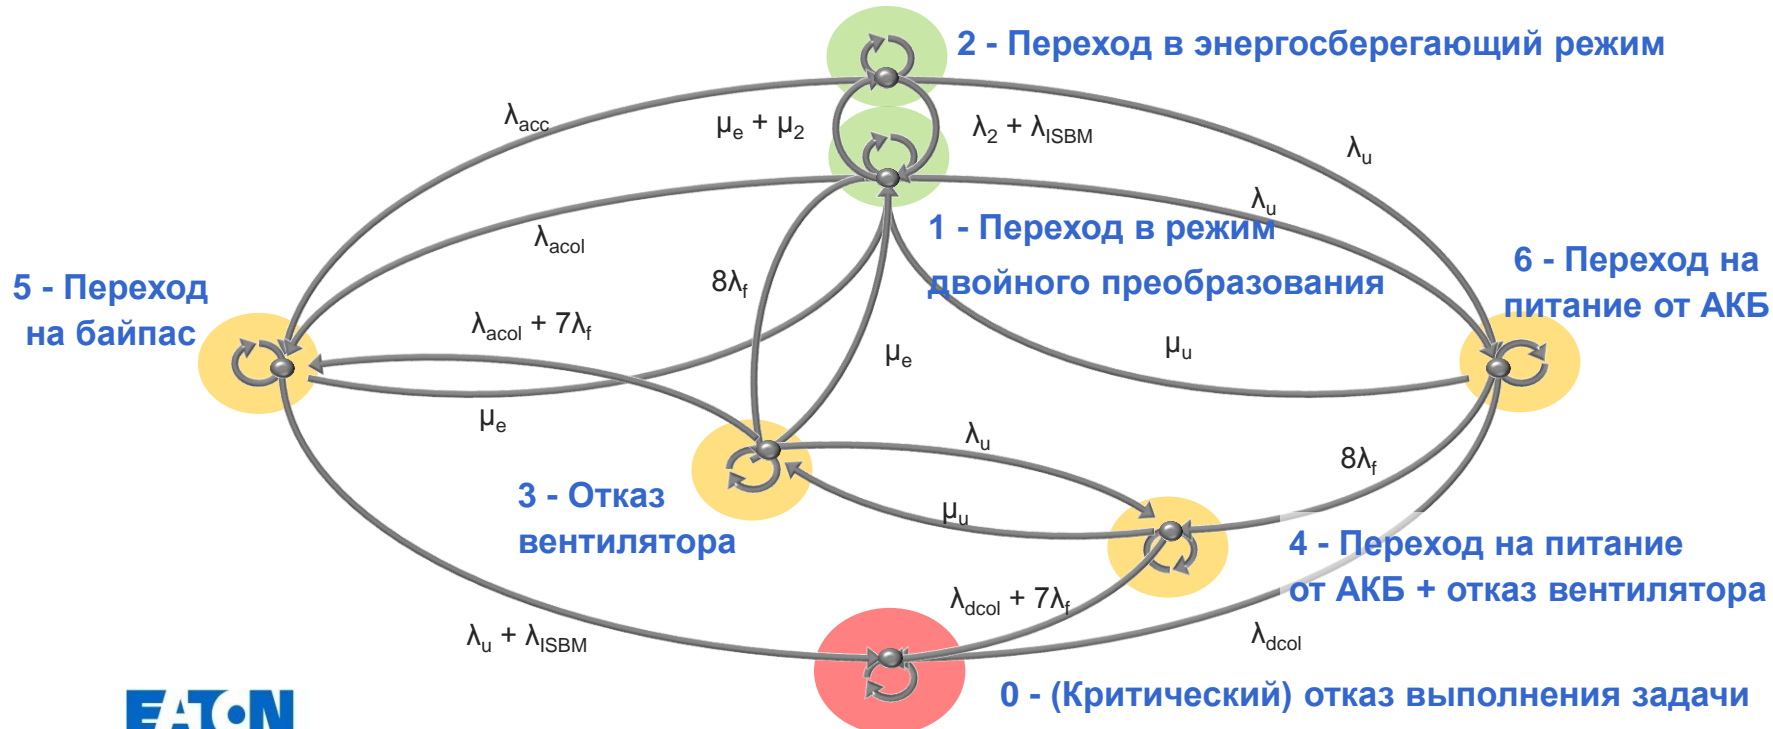 2 - Переход в энергосберегающий режим
λacc
μe + μ2
λ2 + λISBM
λu
λu
λacol
1 - Переход в режим
двойного преобразования
6 - Переход на
питание от АКБ
5 - Переход
на байпас
8λf
λacol + 7λf
μe
μu
μe
λu
8λf
3 - Отказ
вентилятора
μu
4 - Переход на питание
от АКБ + отказ вентилятора
λdcol + 7λf
λu + λISBM
λdcol
0 - (Критический) отказ выполнения задачи
EATON